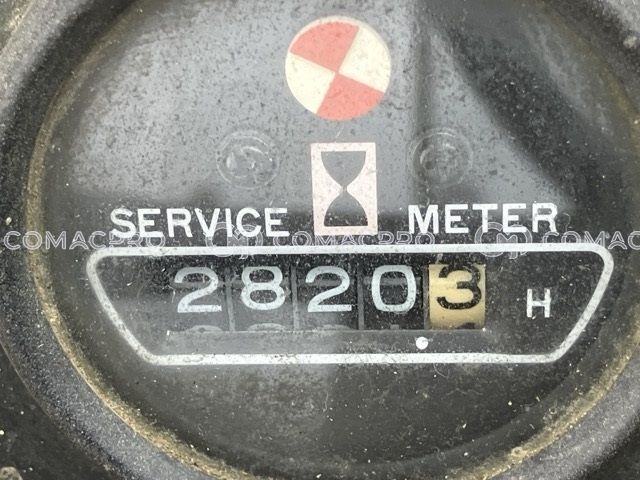 SERVICE METER
COMACPRO COMACPRO COMACPRO
28203 H